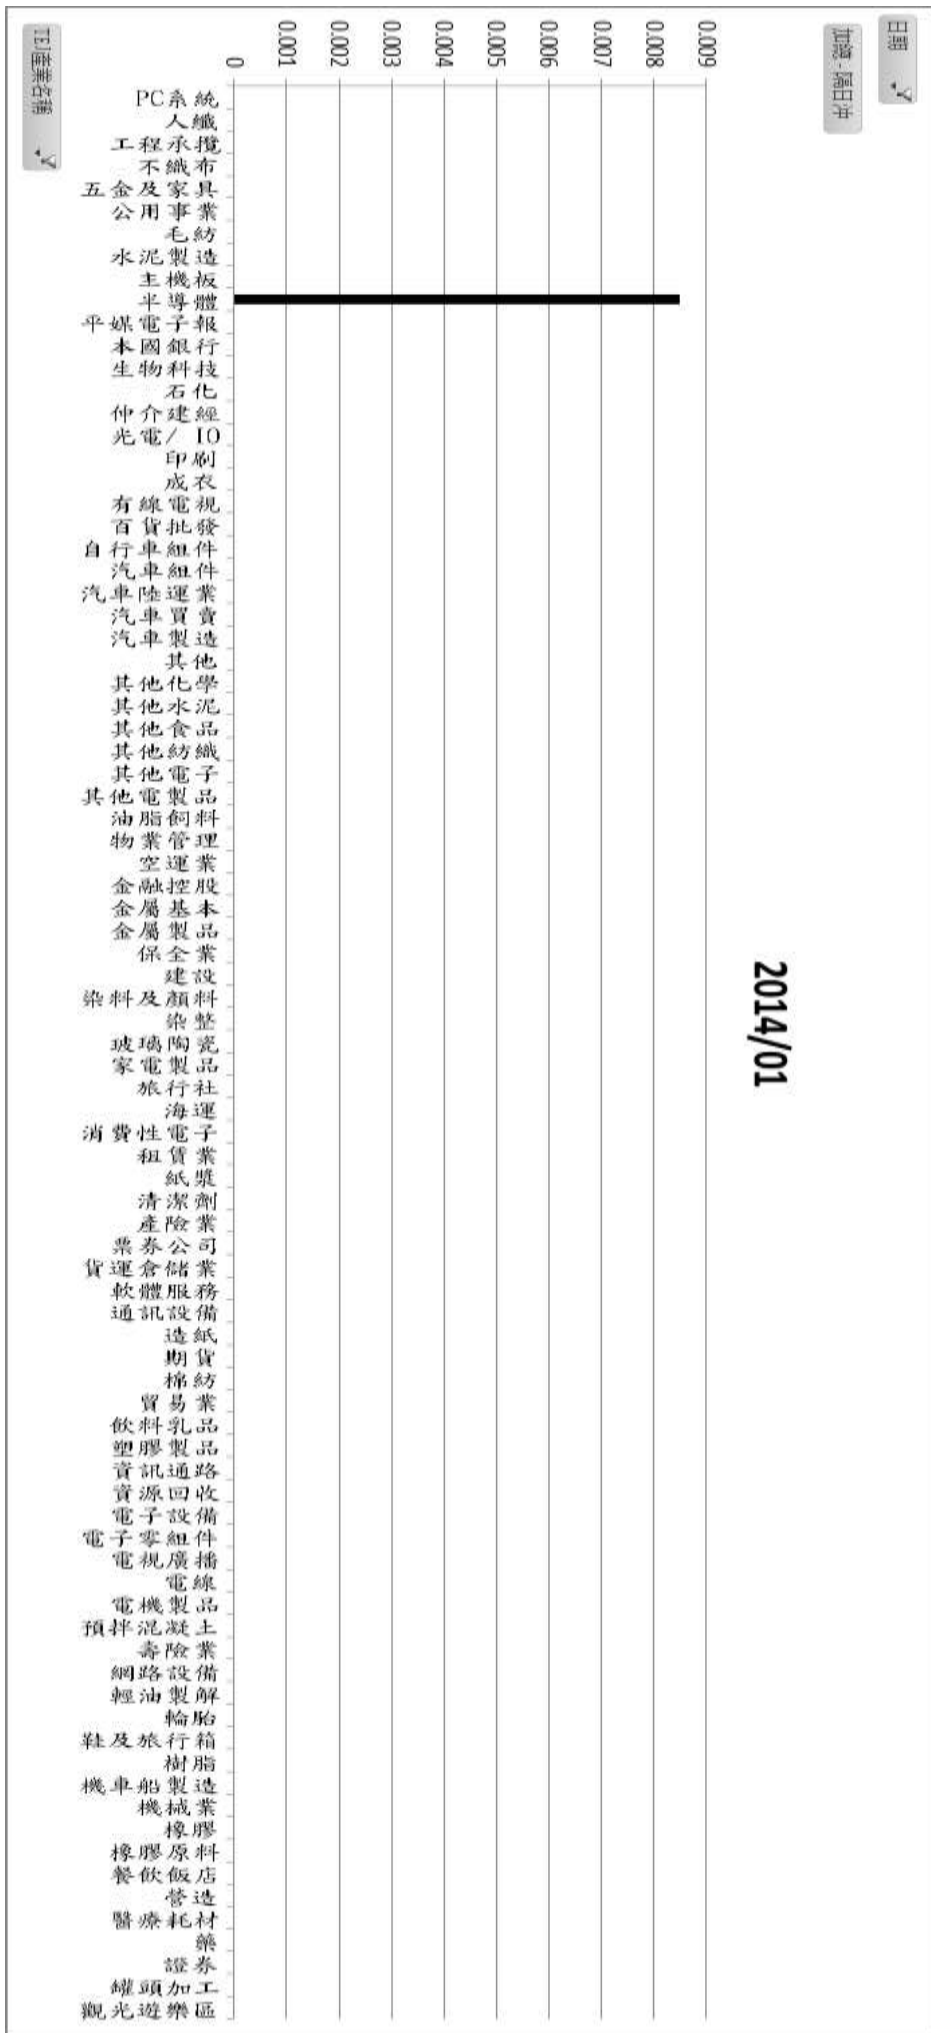 日期
加總 - 隔日沖
2014/01
0.009
0.008
0.007
0.006
0.005
0.004
0.003
0.002
0.001
0
PC系統
人纖
工程承攬
不織布
五金及家具
公用事業
毛紡
水泥製造
主機板
半導體
平媒電子報
本國銀行
生物科技
石化
仲介建經
光電/ IO
印刷
成衣
有線電視
百貨批發
自行車組件
汽車組件
汽車陸運業
汽車買賣
汽車製造
其他
其他化學
其他水泥
其他食品
其他紡織
其他電子
其他電製品
油脂飼料
物業管理
空運業
金融控股
金屬基本
金屬製品
保全業
建設
染料及顏料
染整
玻璃陶瓷
家電製品
旅行社
海運
消費性電子
租賃業
紙漿
清潔劑
產險業
票券公司
貨運倉儲業
軟體服務
通訊設備
造紙
期貨
棉紡
貿易業
飲料乳品
塑膠製品
資訊通路
資源回收
電子設備
電子零組件
電視廣播
電線
電機製品
預拌混凝土
壽險業
網路設備
輕油製解
輪胎
鞋及旅行箱
樹脂
機車船製造
機械業
橡膠
橡膠原料
餐飲飯店
營造
醫療耗材
藥
證券
罐頭加工
觀光遊樂區
TEJ產業名稱